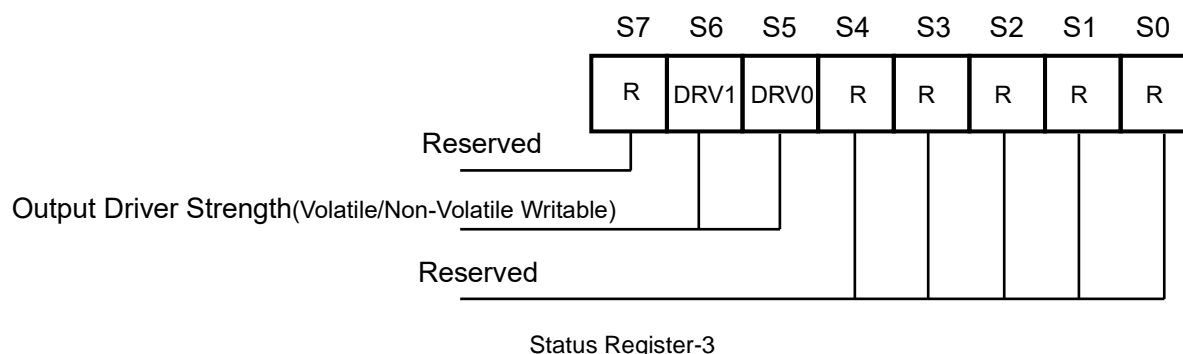 S7 S6 S5 S4 S3 S2 S1 S0
R DRV1 DRV0 R R R R R
Reserved
Output Driver Strength(Volatile/Non-Volatile Writable)
Reserved
Status Register-3